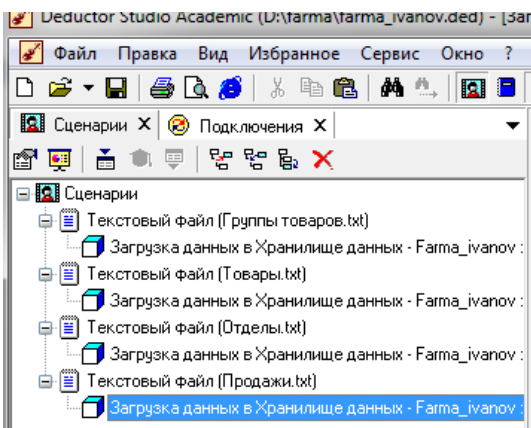 Deductor Studio Academic (D:\farma\farma_ivanov.ded) - [Зап
Файл Правка Вид Избранное Сервис Окно ?
Сценарии X Подключения X
Сценарии
Текстовый файл (Группы товаров.txt)
Загрузка данных в Хранилище данных - Farma_ivanov :
Текстовый файл (Товары.txt)
Загрузка данных в Хранилище данных - Farma_ivanov :
Текстовый файл (Отделы.txt)
Загрузка данных в Хранилище данных - Farma_ivanov :
Текстовый файл (Продажи.txt)
Загрузка данных в Хранилище данных - Farma_ivanov :